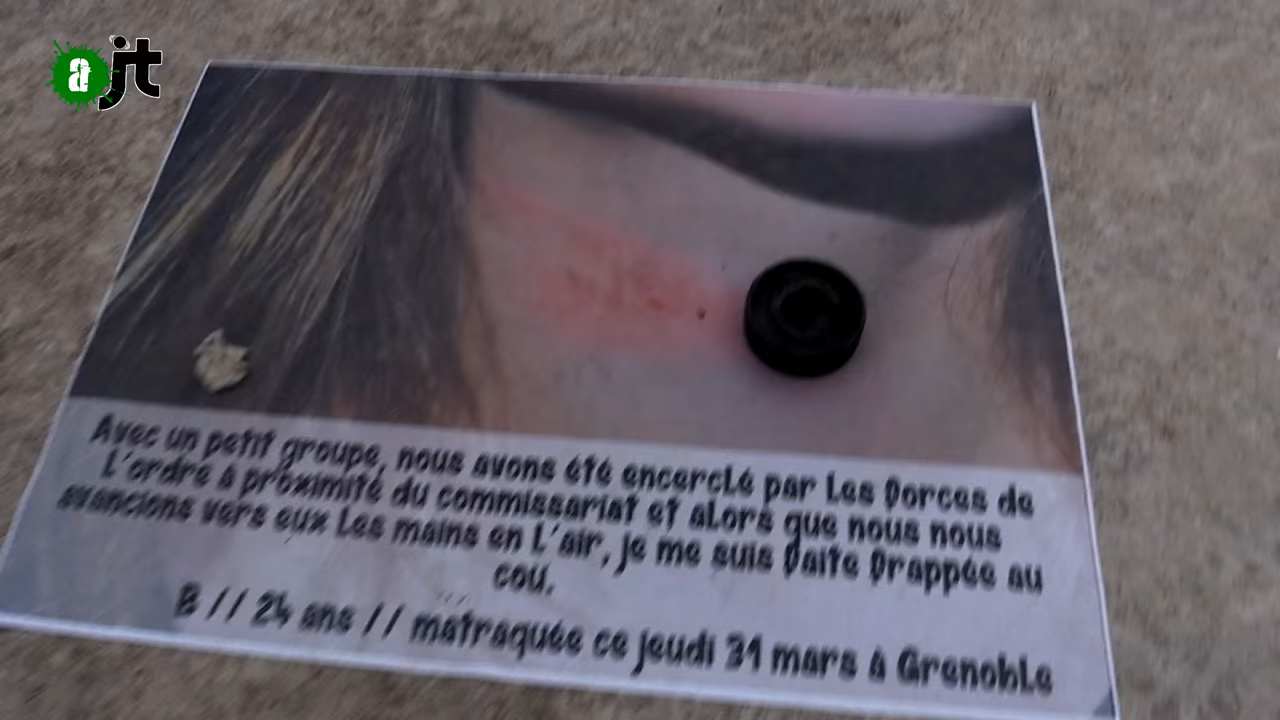 ajt
Avec un petit groupe, nous avons été encerclé par les forces de
l'ordre à proximité du commissariat et alors que nous nous
avancions vers eux les mains en l'air, je me suis faite frappée au
cou.
B // 24 ans // matraquée ce jeudi 31 mars à Grenoble